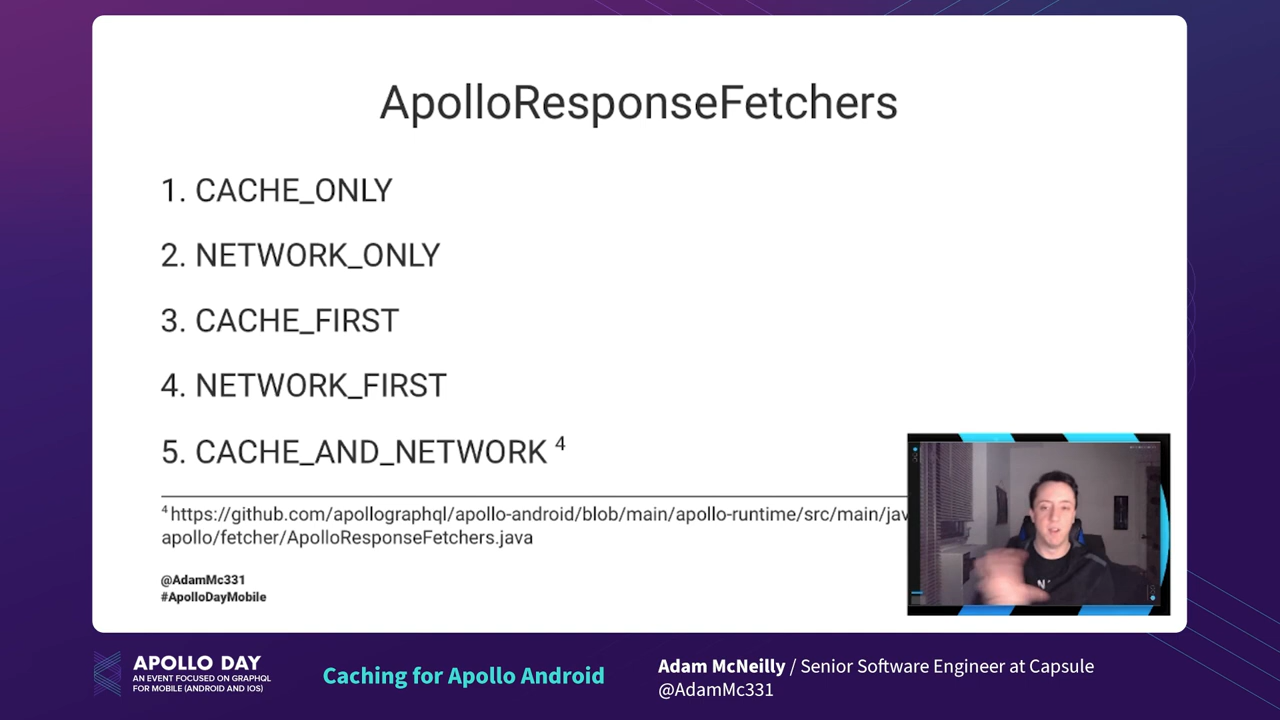 ApolloResponseFetchers
1. CACHE_ONLY
2. NETWORK_ONLY
3. CACHE_FIRST
4. NETWORK_FIRST
5. CACHE_AND_NETWORK 4
4 https://github.com/apollographql/apollo-android/blob/main/apollo-runtime/src/main/jav
apollo/fetcher/ApolloResponseFetchers.java
@AdamMc331
#ApolloDayMobile
APOLLO DAY
AN EVENT FOCUSED ON GRAPHQL
FOR MOBILE (ANDROID AND IOS)
Caching for Apollo Android
Adam McNeilly / Senior Software Engineer at Capsule
@AdamMc331